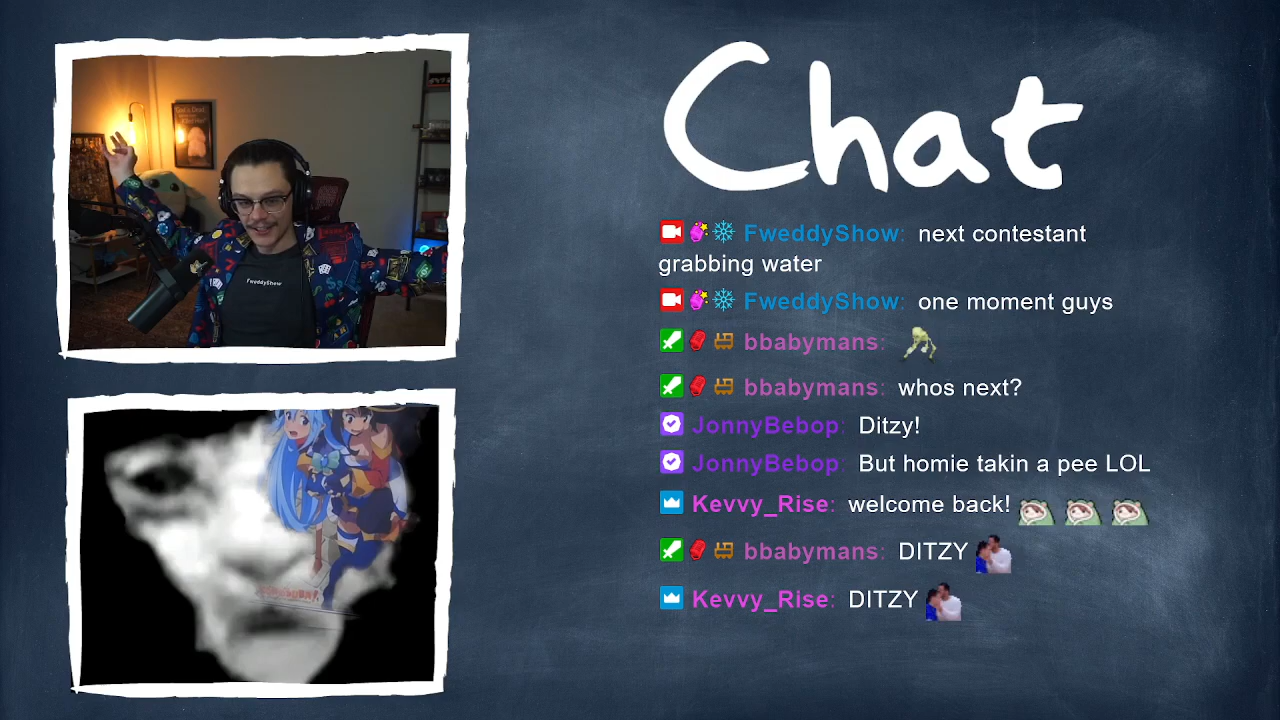 Chat
FweddyShow: next contestant
grabbing water
FweddyShow: one moment guys
bbabymans:
bbabymans: whos next?
JonnyBebop: Ditzy!
JonnyBebop: But homie takin a pee LOL
Kevvy_Rise: welcome back!
bbabymans: DITZY
Kevvy_Rise: DITZY
FweddyShow